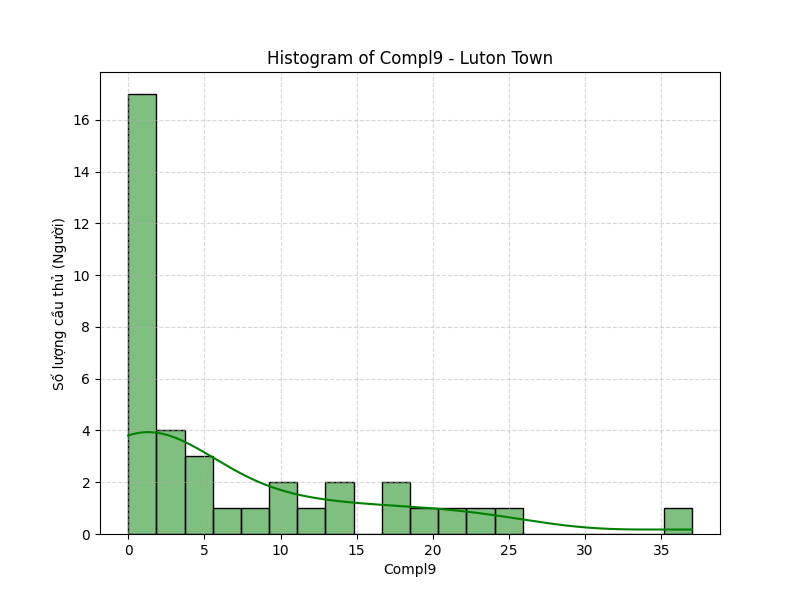 Histogram of Compl9 - Luton Town
Số lượng cầu thủ (Người)
16
14
12
10
8
6
4
2
0
0 5 10 15 20 25 30 35
Compl9